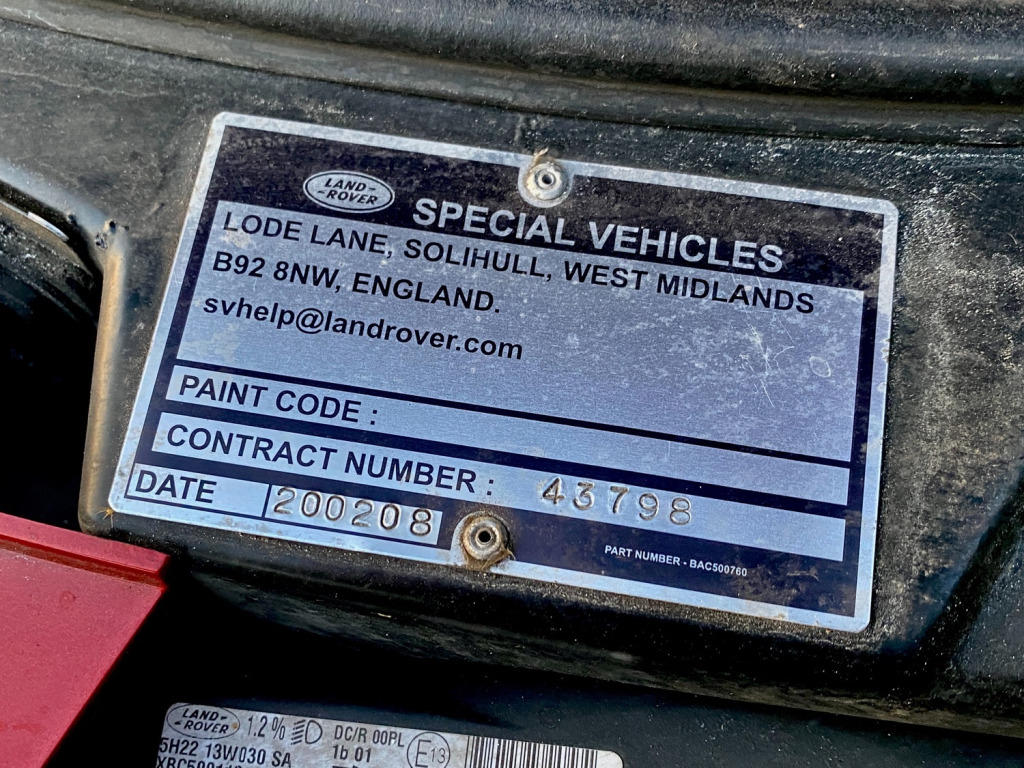 LAND-
-ROVER
SPECIAL VEHICLES
LODE LANE, SOLIHULL, WEST MIDLANDS
B92 8NW, ENGLAND.
svhelp@landrover.com
PAINT CODE :
CONTRACT NUMBER : 43798
DATE 200208
PART NUMBER - BAC500760
LAND-
-ROVER
1.2% DC/R 00PL
5H22 13W030 SA 1b 01 E13